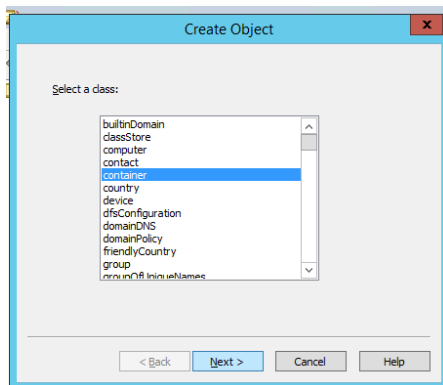 Create Object
x
Select a class:
builtinDomain
classStore
computer
contact
container
country
device
dfsConfiguration
domainDNS
domainPolicy
friendlyCountry
group
groupOfUniqueNames
< Back Next > Cancel Help